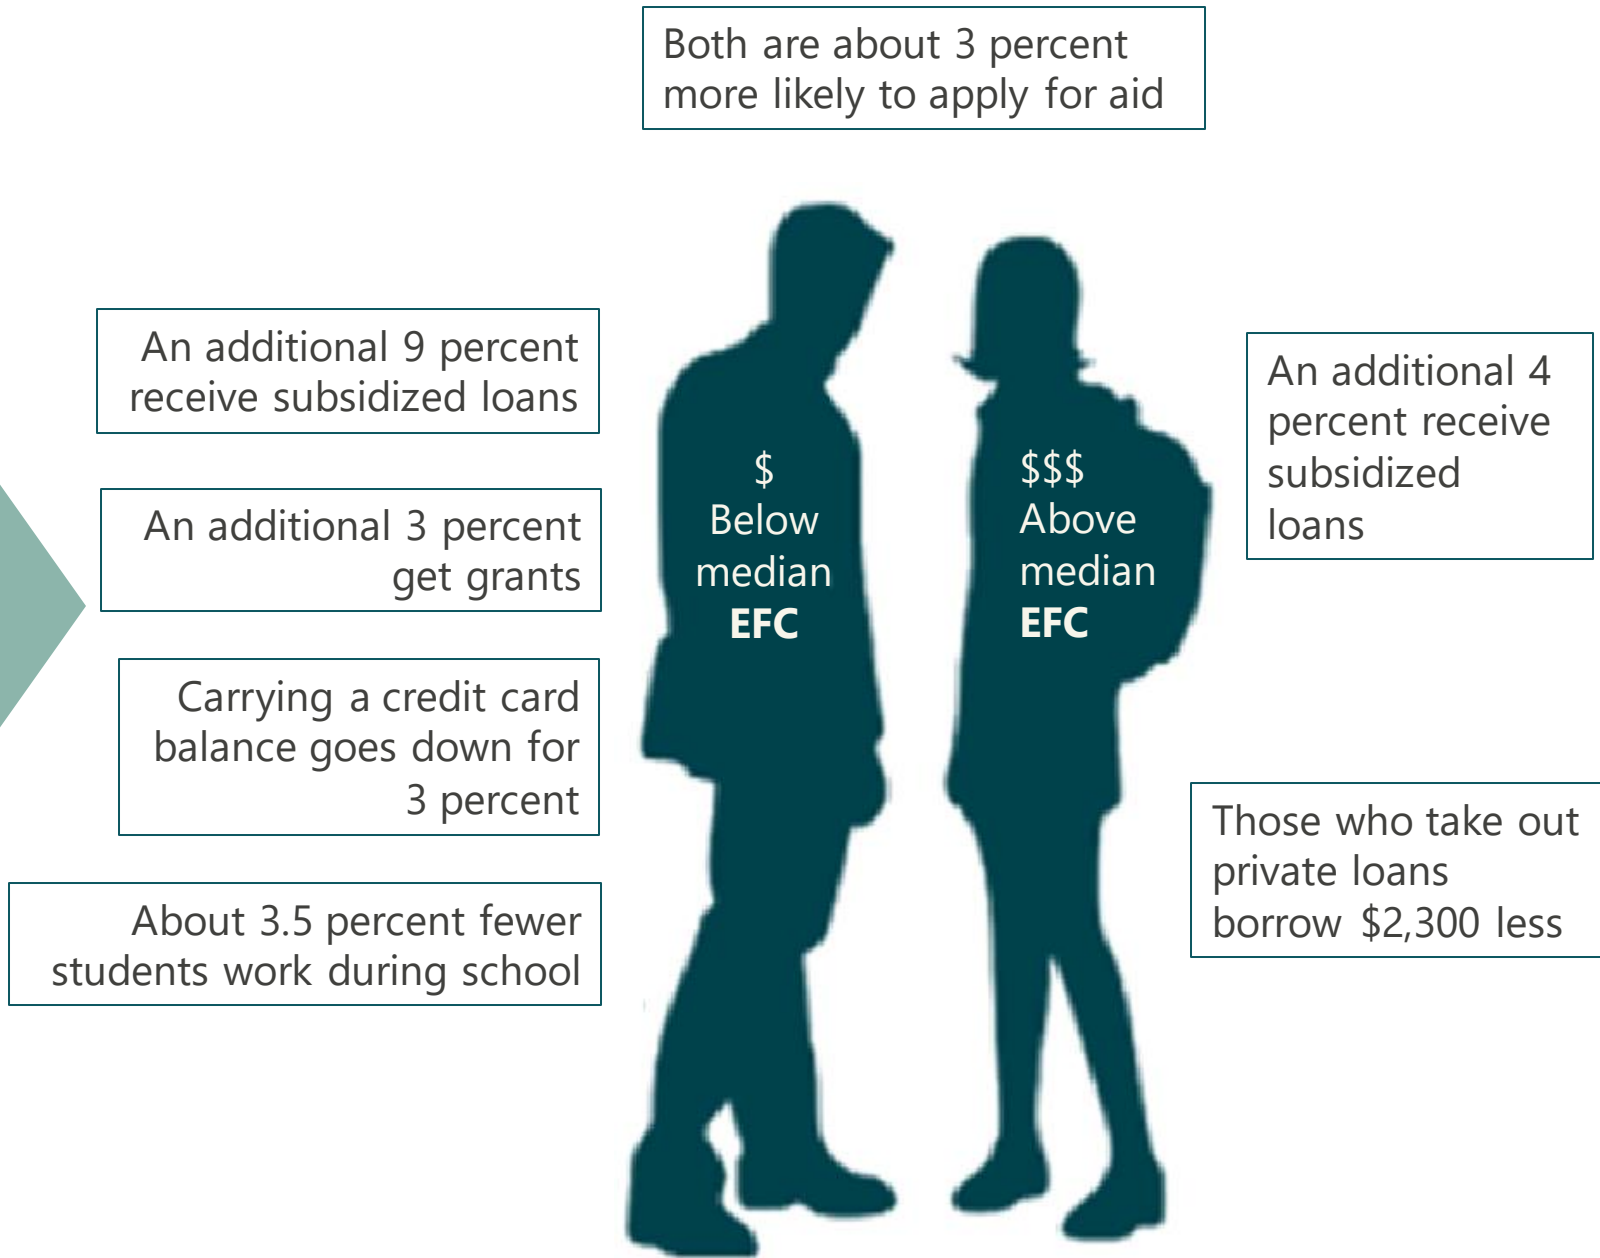 Both are about 3 percent
more likely to apply for aid
An additional 9 percent
receive subsidized loans
An additional 3 percent
get grants
Carrying a credit card
balance goes down for
3 percent
About 3.5 percent fewer
students work during school
$
Below
median
EFC
$$$
Above
median
EFC
An additional 4
percent receive
subsidized
loans
Those who take out
private loans
borrow $2,300 less